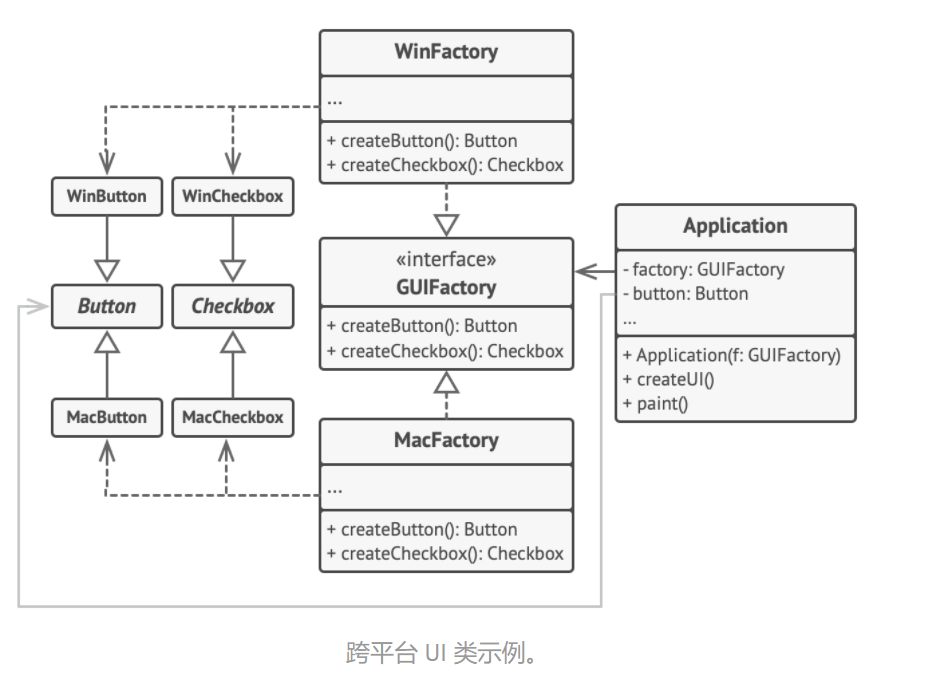 WinFactory
...
+ createButton(): Button
+ createCheckbox(): Checkbox
WinButton
WinCheckbox
Button
Checkbox
MacButton
MacCheckbox
«interface»
GUIFactory
+ createButton(): Button
+ createCheckbox(): Checkbox
Application
- factory: GUIFactory
- button: Button
...
+ Application(f: GUIFactory)
+ createUI()
+ paint()
MacFactory
...
+ createButton(): Button
+ createCheckbox(): Checkbox
跨平台 UI 类示例。